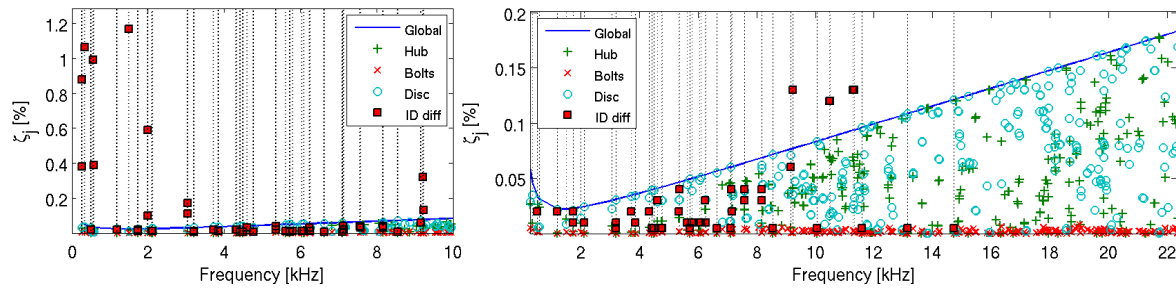 1.2
1
0.8
0.6
0.4
0.2
ζj [%]
0
2
4
6
8
10
Frequency [kHz]
Global
Hub
Bolts
Disc
ID diff
0.2
0.15
0.1
0.05
ζj [%]
2
4
6
8
10
12
14
16
18
20
22
Frequency [kHz]
Global
Hub
Bolts
Disc
ID diff